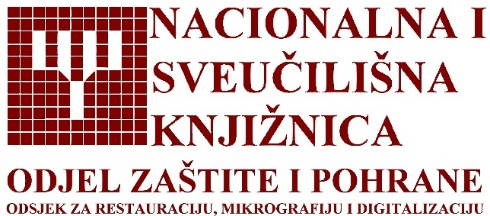 NACIONALNA I
SVEUČILIŠNA
KNJIŽNICA
ODJEL ZAŠTITE I POHRANE
ODSJEK ZA RESTAURACIJU, MIKROGRAFIJU I DIGITALIZACIJU